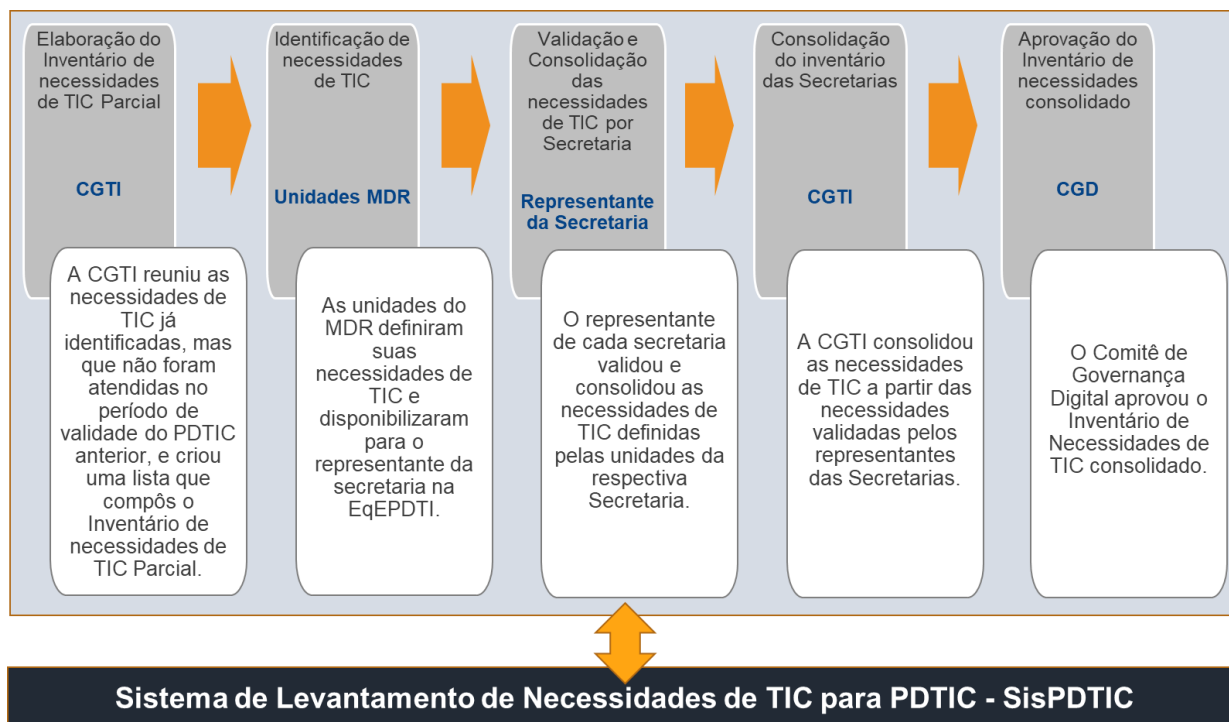 Elaboração do
Inventário de
necessidades
de TIC Parcial
CGTI
A CGTI reuniu as
necessidades de
TIC já
identificadas, mas
que não foram
atendidas no
período de
validade do PDTIC
anterior, e criou
uma lista que
compôs o
Inventário de
necessidades de
TIC Parcial.
Identificação de
necessidades
de TIC
Unidades MDR
As unidades do
MDR definiram
suas
necessidades de
TIC e
disponibilizaram
para o
representante da
secretaria na
EqEPDTI.
Validação e
Consolidação
das
necessidades
de TIC por
Secretaria
Representante
da Secretaria
O representante
de cada secretaria
validou e
consolidou as
necessidades de
TIC definidas
pelas unidades da
respectiva
Secretaria.
Consolidação
do inventário
das Secretarias
CGTI
A CGTI consolidou
as necessidades
de TIC a partir das
necessidades
validadas pelos
representantes
das Secretarias.
Aprovação do
Inventário de
necessidades
consolidado
CGD
O Comitê de
Governança
Digital aprovou o
Inventário de
Necessidades de
TIC consolidado.
Sistema de Levantamento de Necessidades de TIC para PDTIC - SisPDTIC